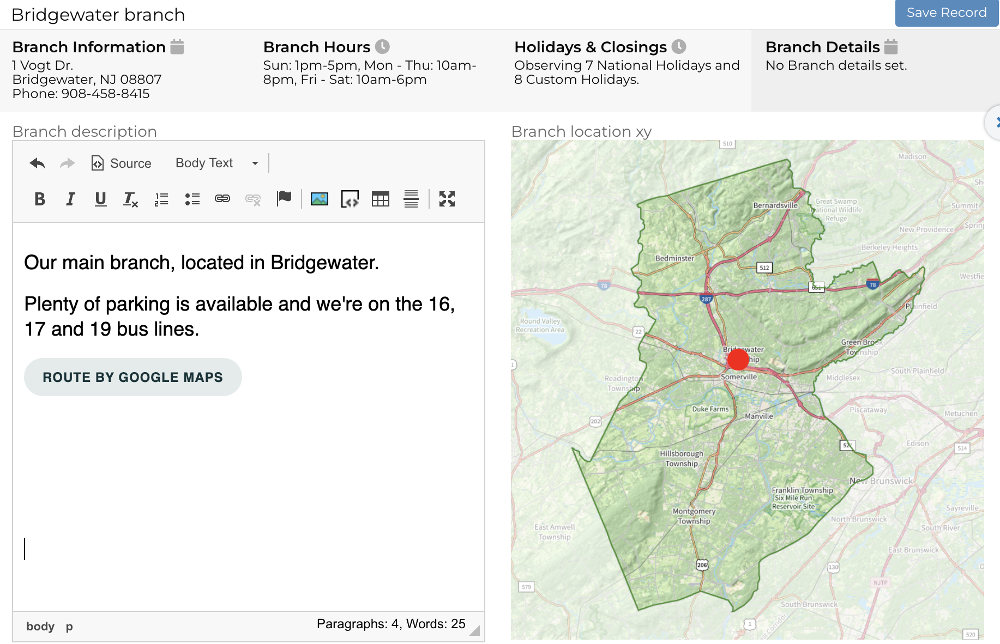 Bridgewater branch
Save Record
Branch Information
1 Vogt Dr.
Bridgewater, NJ 08807
Phone: 908-458-8415
Branch Hours
Sun: 1pm-5pm, Mon - Thu: 10am-
8pm, Fri - Sat: 10am-6pm
Holidays & Closings
Observing 7 National Holidays and
8 Custom Holidays.
Branch Details
No Branch details set.
Branch description
Source
Body Text
B I U Tx
Our main branch, located in Bridgewater.
Plenty of parking is available and we're on the 16,
17 and 19 bus lines.
ROUTE BY GOOGLE MAPS
body p
Paragraphs: 4, Words: 25
Branch location xy
510
Madison
Bernardsville
Great Swamp
National Wildlife
Refuge
Summit
New Providence
Spring
Berkeley Heights
Bedminster
512
651
78
78
Westfie
287
Plainfield
Round Valley
Recreation Area
22
Green Brook
Township
Bridgewater
1
Somerville
Middlesex
South Plainfield
Readington
Township
Duke Farms
Manville
Piscataway
Metuchen
202
Edison
514
Hillsborough
Township
New Brunswick
Franklin Township
Six Mile Run
Reservoir Site
Montgomery
Township
North Brunswick
Sayreville
East Amwell
Township
South River
East Brunswick
206
130
NJTP
579
South Brunswick
1
st Corridor
520